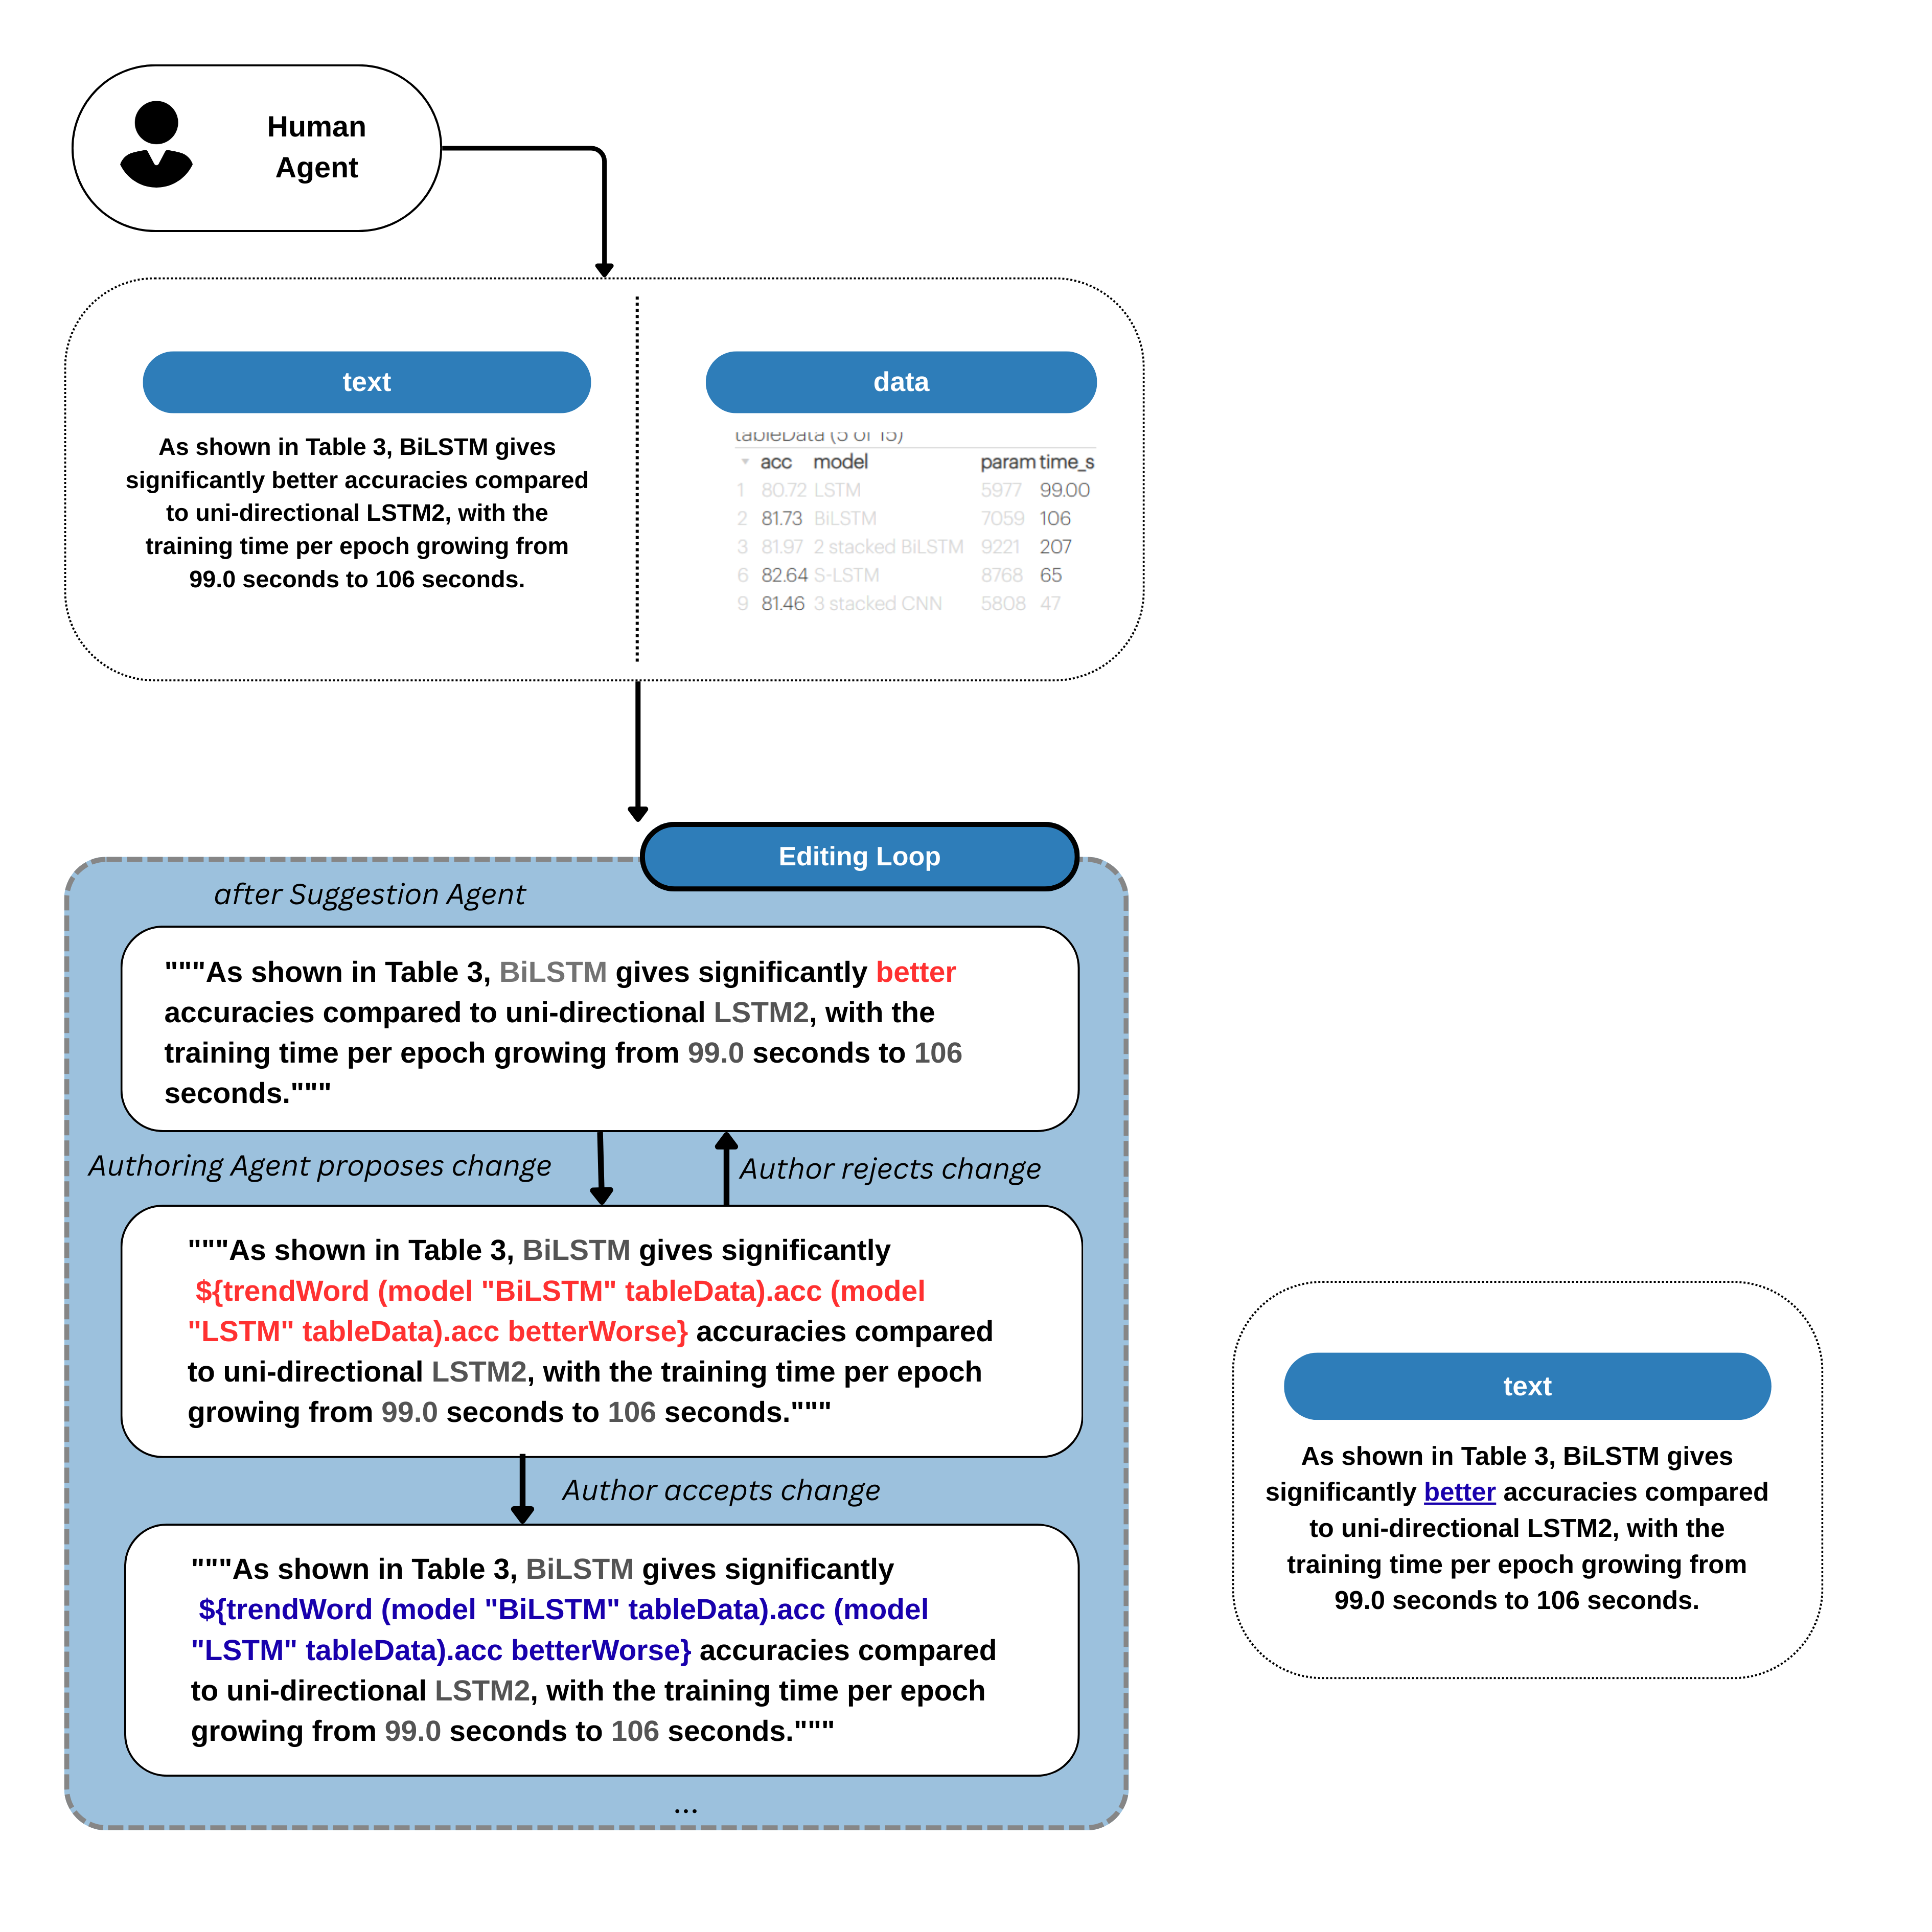 Human
Agent
text
As shown in Table 3, BiLSTM gives
significantly better accuracies compared
to uni-directional LSTM2, with the
training time per epoch growing from
99.0 seconds to 106 seconds.
data
tableData (5 of 15)
acc model param time_s
1 80.72 LSTM 5977 99.00
2 81.73 BiLSTM 7059 106
3 81.97 2 stacked BiLSTM 9221 207
6 82.64 S-LSTM 8768 65
9 81.46 3 stacked CNN 5808 47
Editing Loop
after Suggestion Agent
"""As shown in Table 3, BiLSTM gives significantly better
accuracies compared to uni-directional LSTM2, with the
training time per epoch growing from 99.0 seconds to 106
seconds."""
Authoring Agent proposes change
Author rejects change
"""As shown in Table 3, BiLSTM gives significantly
${trendWord (model "BiLSTM" tableData).acc (model
"LSTM" tableData).acc betterWorse} accuracies compared
to uni-directional LSTM2, with the training time per epoch
growing from 99.0 seconds to 106 seconds."""
Author accepts change
"""As shown in Table 3, BiLSTM gives significantly
${trendWord (model "BiLSTM" tableData).acc (model
"LSTM" tableData).acc betterWorse} accuracies compared
to uni-directional LSTM2, with the training time per epoch
growing from 99.0 seconds to 106 seconds."""
...
text
As shown in Table 3, BiLSTM gives
significantly better accuracies compared
to uni-directional LSTM2, with the
training time per epoch growing from
99.0 seconds to 106 seconds.